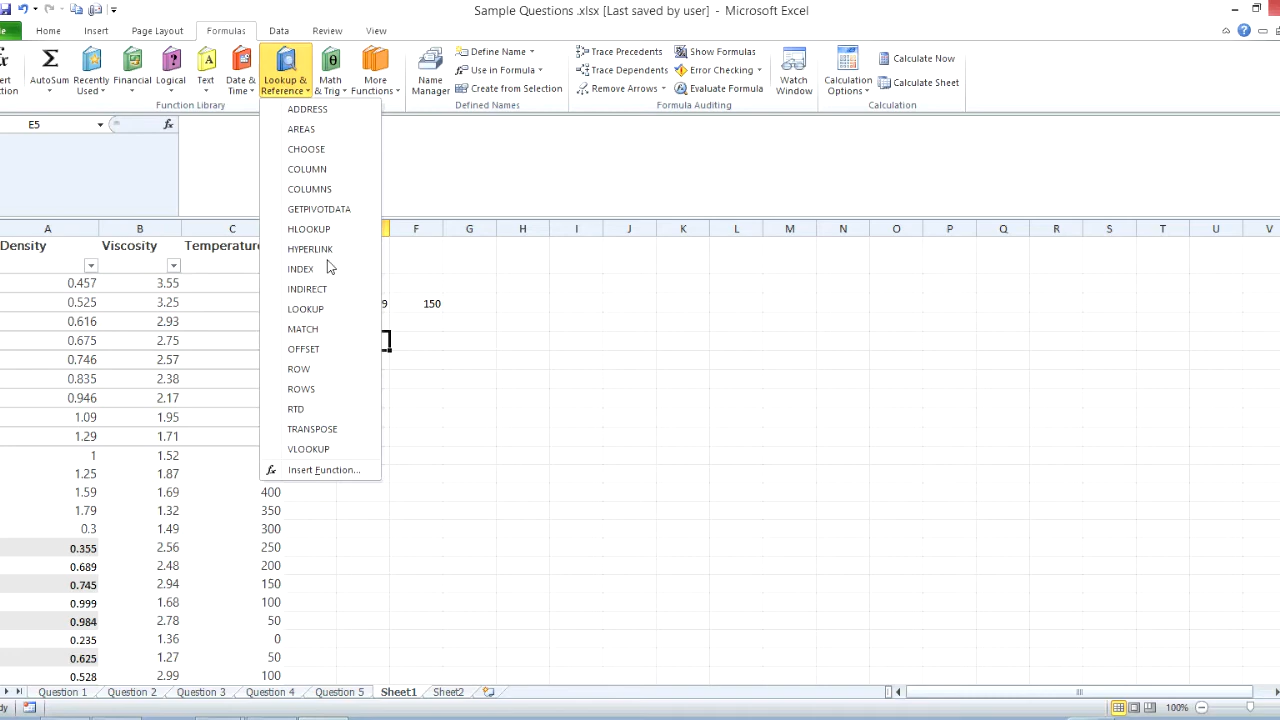 Sample Questions .xlsx [Last saved by user] - Microsoft Excel
Home Insert Page Layout Formulas Data Review View
AutoSum Recently Used Financial Logical Text Date & Time Lookup & Reference Math & Trig More Functions
Function Library
Name Manager
Define Name
Use in Formula
Create from Selection
Defined Names
Trace Precedents
Trace Dependents
Remove Arrows
Show Formulas
Error Checking
Evaluate Formula
Formula Auditing
Watch Window
Calculation Options
Calculate Now
Calculate Sheet
Calculation
E5 fx
ADDRESS
AREAS
CHOOSE
COLUMN
COLUMNS
GETPIVOTDATA
HLOOKUP
HYPERLINK
INDEX
INDIRECT
LOOKUP
MATCH
OFFSET
ROW
ROWS
RTD
TRANSPOSE
VLOOKUP
fx Insert Function...
A B C F G H I J K L M N O P Q R S T U V
Density Viscosity Temperature
0.457 3.55
0.525 3.25 9 150
0.616 2.93
0.675 2.75
0.746 2.57
0.835 2.38
0.946 2.17
1.09 1.95
1.29 1.71
1 1.52
1.25 1.87
1.59 1.69 400
1.79 1.32 350
0.3 1.49 300
0.355 2.56 250
0.689 2.48 200
0.745 2.94 150
0.999 1.68 100
0.984 2.78 50
0.235 1.36 0
0.625 1.27 50
0.528 2.99 100
Question 1 Question 2 Question 3 Question 4 Question 5 Sheet1 Sheet2
100%